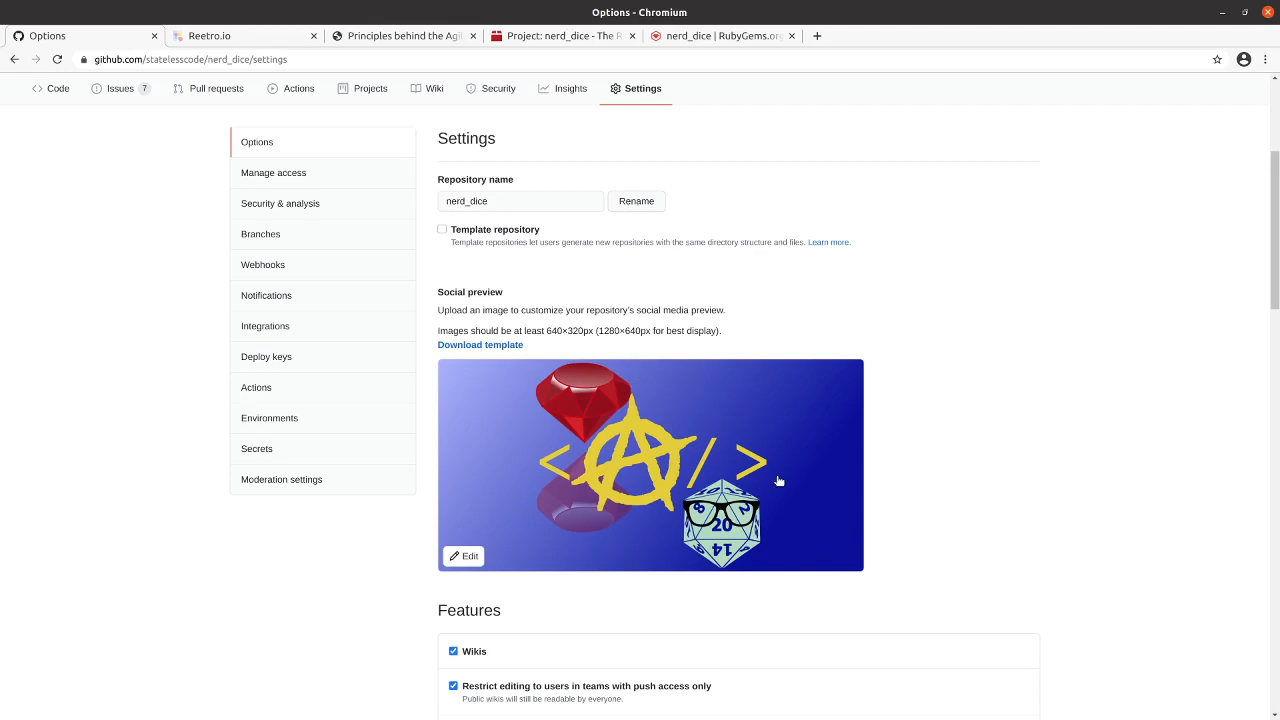 Options - Chromium
Options
Reetro.io
Principles behind the Agil
Project: nerd_dice - The R
nerd_dice | RubyGems.org
github.com/statelesscode/nerd_dice/settings
Code
Issues 7
Pull requests
Actions
Projects
Wiki
Security
Insights
Settings
Options
Manage access
Security & analysis
Branches
Webhooks
Notifications
Integrations
Deploy keys
Actions
Environments
Secrets
Moderation settings
Settings
Repository name
nerd_dice
Rename
Template repository
Template repositories let users generate new repositories with the same directory structure and files. Learn more.
Social preview
Upload an image to customize your repository's social media preview.
Images should be at least 640×320px (1280×640px for best display).
Download template
< A / >
8 2
20
14
Edit
Features
Wikis
Restrict editing to users in teams with push access only
Public wikis will still be readable by everyone.